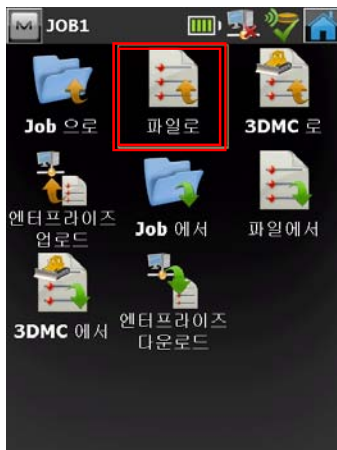 JOB1
Job 으로 파일로 3DMC 로
엔터프라이즈
업로드
Job 에서 파일에서
3DMC 에서
엔터프라이즈
다운로드